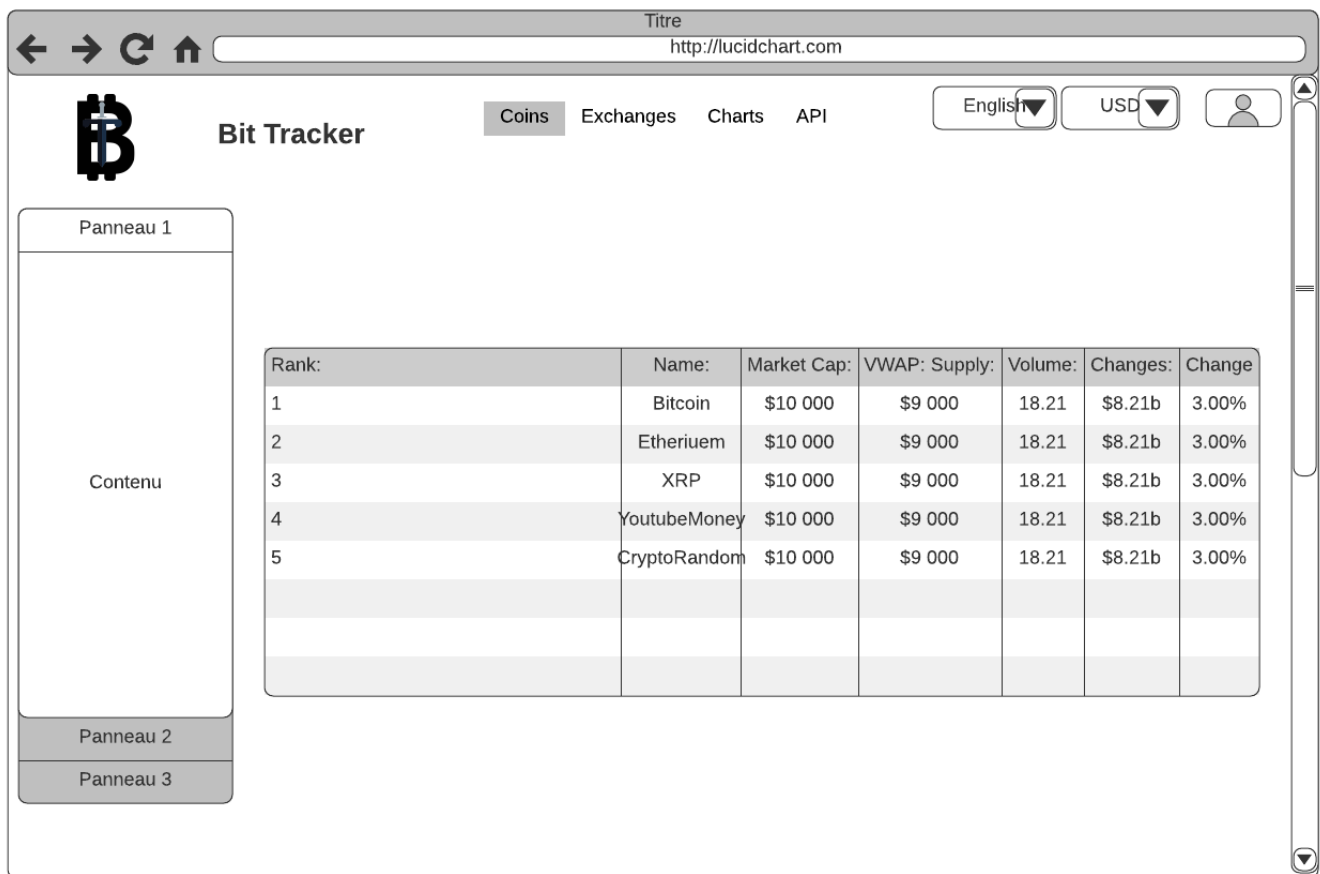 Titre
http://lucidchart.com
Bit Tracker
Coins Exchanges Charts API
English USD
Panneau 1
Contenu
Panneau 2
Panneau 3
Rank: Name: Market Cap: VWAP: Supply: Volume: Changes: Change
1 Bitcoin $10 000 $9 000 18.21 $8.21b 3.00%
2 Etheriuem $10 000 $9 000 18.21 $8.21b 3.00%
3 XRP $10 000 $9 000 18.21 $8.21b 3.00%
4 YoutubeMoney $10 000 $9 000 18.21 $8.21b 3.00%
5 CryptoRandom $10 000 $9 000 18.21 $8.21b 3.00%